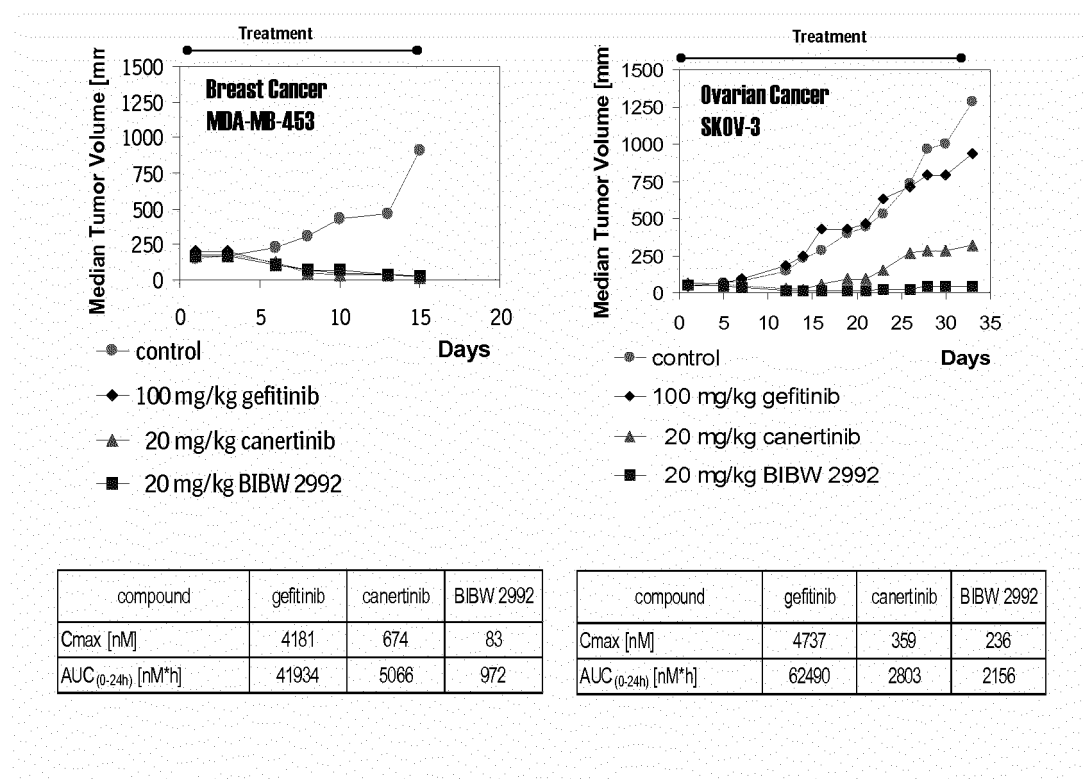 Treatment
Median Tumor Volume [mm
1500
1250
1000
750
500
250
0
Breast Cancer
MDA-MB-453
0 5 10 15 20
Days
control
100 mg/kg gefitinib
20 mg/kg canertinib
20 mg/kg BIBW 2992
Treatment
Median Tumor Volume [mm
1500
1250
1000
750
500
250
0
Ovarian Cancer
SKOV-3
0 5 10 15 20 25 30 35
Days
control
100 mg/kg gefitinib
20 mg/kg canertinib
20 mg/kg BIBW 2992
compound gefitinib canertinib BIBW 2992
Cmax [nM] 4181 674 83
AUC (0-24h) [nM*h] 41934 5066 972
compound gefitinib canertinib BIBW 2992
Cmax [nM] 4737 359 236
AUC (0-24h) [nM*h] 62490 2803 2156